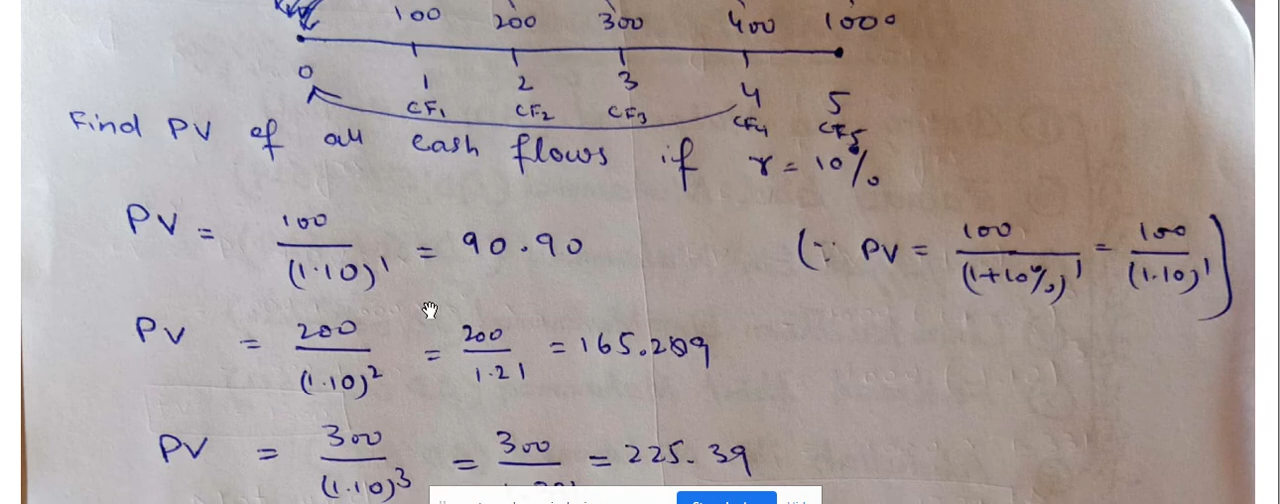 100 200 300 400 1000
0 1 2 3 4 5
CF1 CF2 CF3 CF4 CF5
Find PV of all cash flows if r = 10%
PV = 100/(1.10)^1 = 90.90 (∵ PV = 100/(1+10%)^1 = 100/(1.10)^1)
PV = 200/(1.10)^2 = 200/1.21 = 165.289
PV = 300/(1.10)^3 = 300/ = 225.39